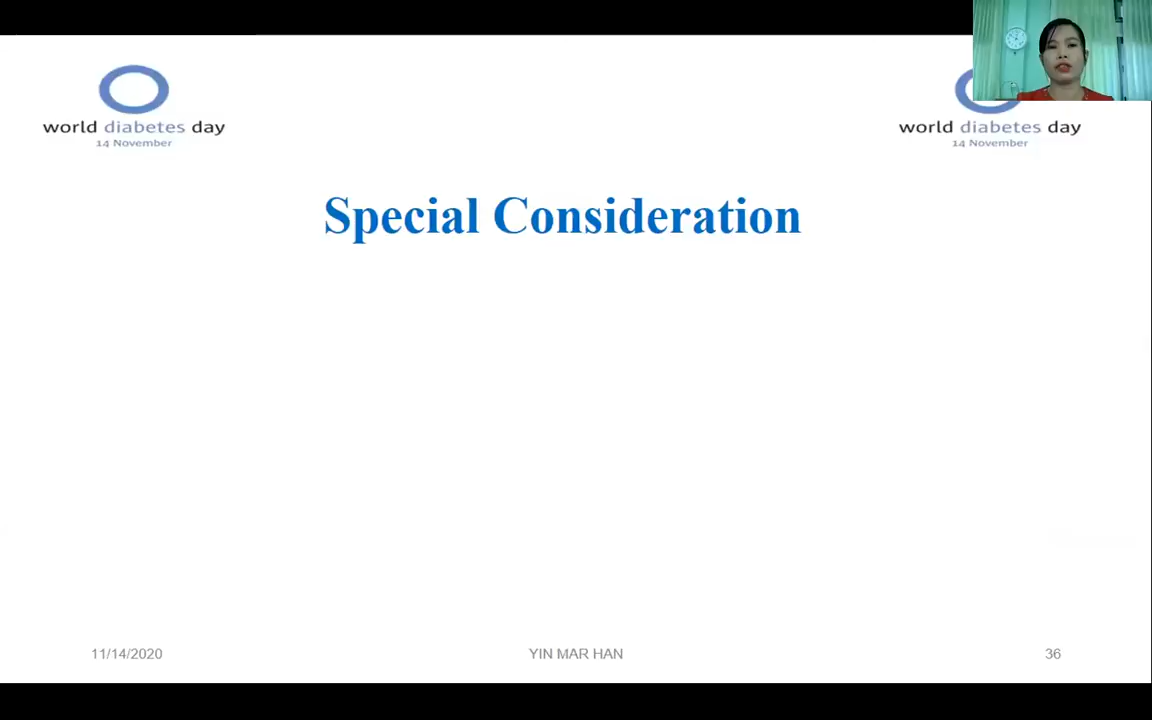 world diabetes day
14 November
world diabetes day
14 November
Special Consideration
11/14/2020
YIN MAR HAN
36